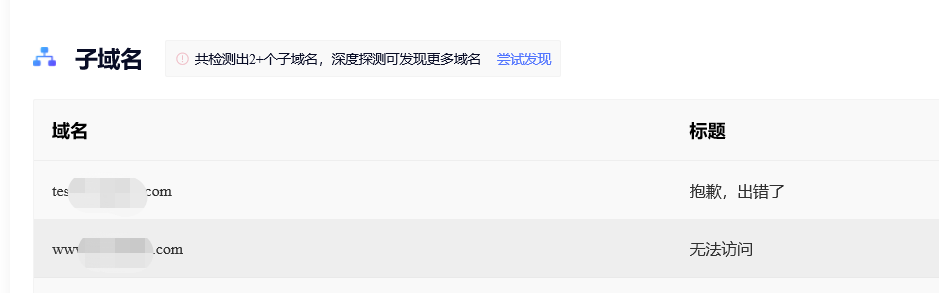 子域名
共检测出2+个子域名，深度探测可发现更多域名 尝试发现
域名 标题
tes com 抱歉，出错了
www .com 无法访问